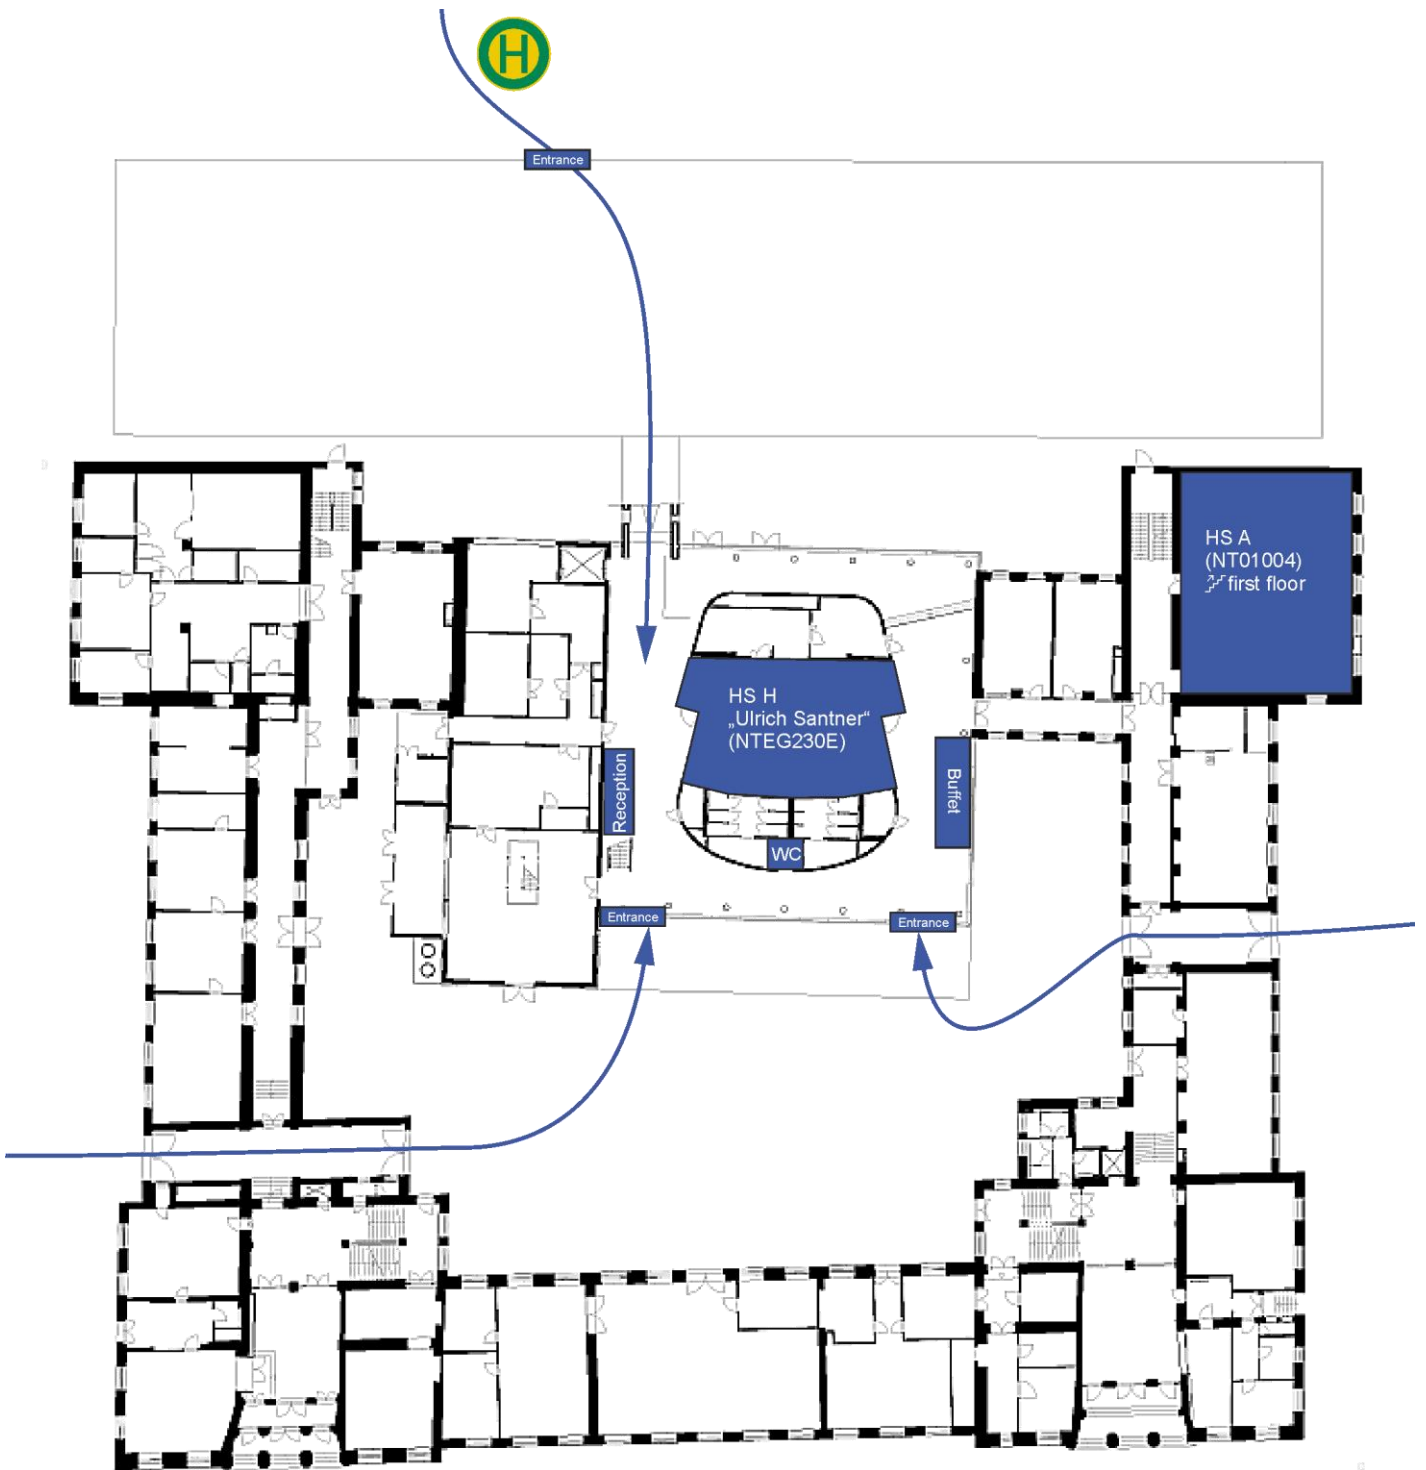 H
Entrance
HS A
(NT01004)
first floor
HS H
„Ulrich Santner“
(NTEG230E)
Reception
Buffet
WC
Entrance
Entrance